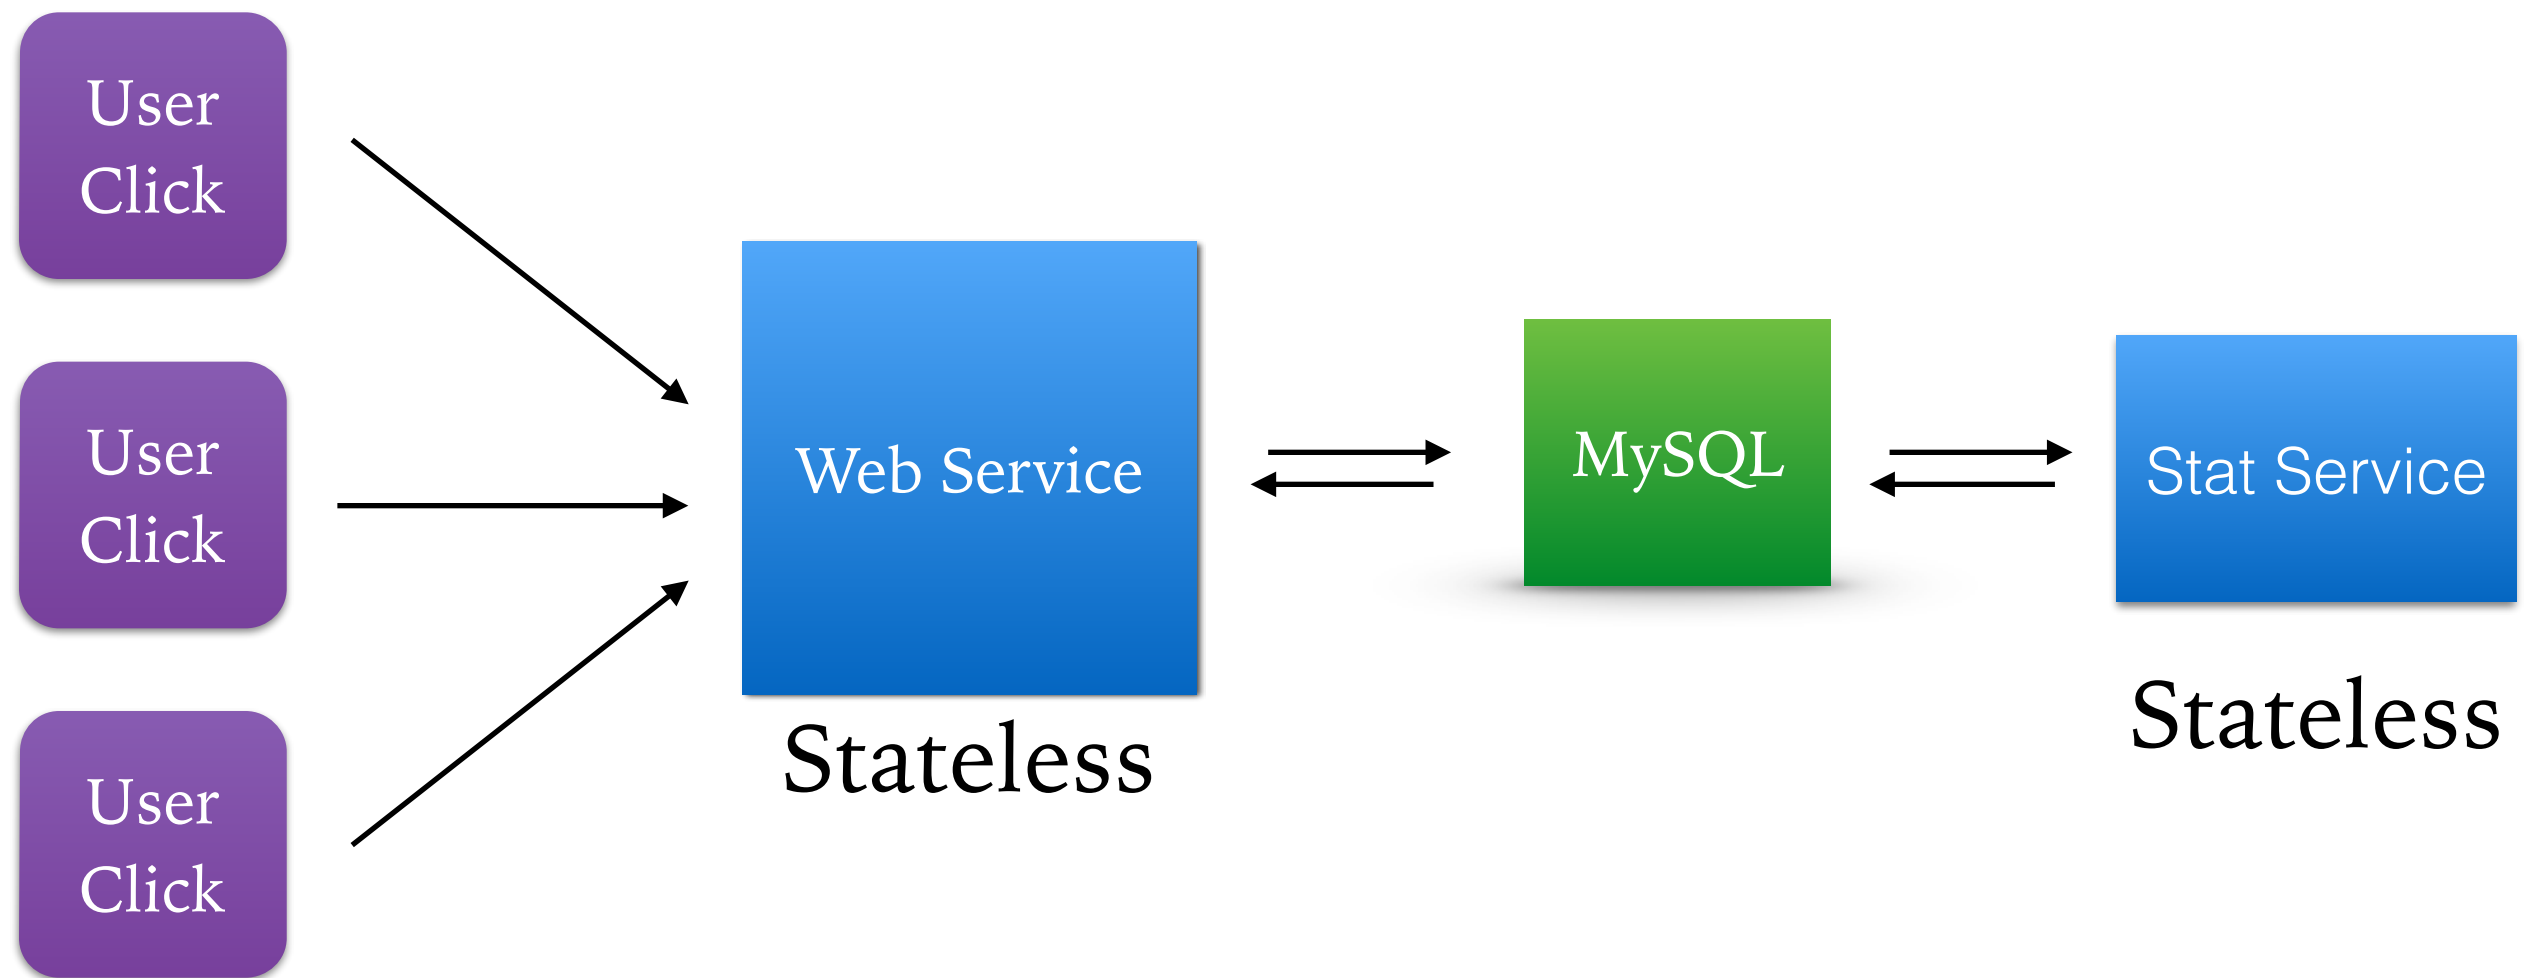 User
Click
User
Click
User
Click
Web Service
Stateless
MySQL
Stat Service
Stateless